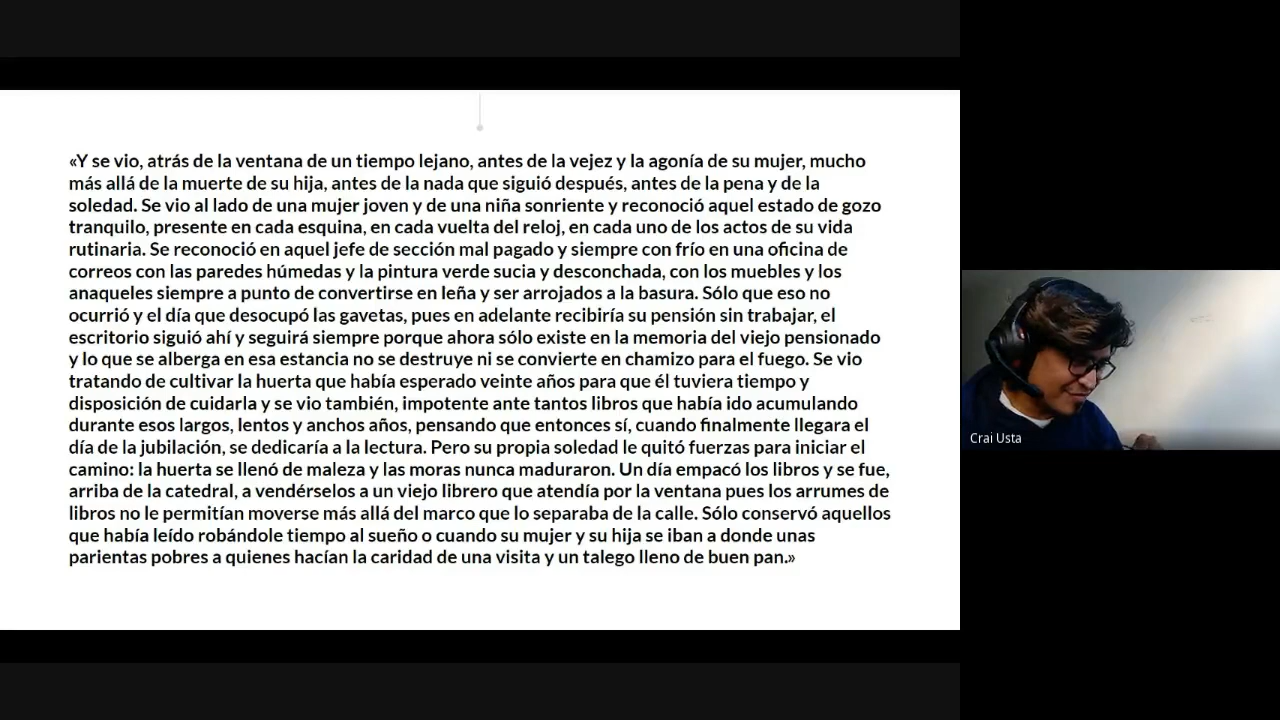 «Y se vio, atrás de la ventana de un tiempo lejano, antes de la vejez y la agonía de su mujer, mucho
más allá de la muerte de su hija, antes de la nada que siguió después, antes de la pena y de la
soledad. Se vio al lado de una mujer joven y de una niña sonriente y reconoció aquel estado de gozo
tranquilo, presente en cada esquina, en cada vuelta del reloj, en cada uno de los actos de su vida
rutinaria. Se reconoció en aquel jefe de sección mal pagado y siempre con frío en una oficina de
correos con las paredes húmedas y la pintura verde sucia y desconchada, con los muebles y los
anaqueles siempre a punto de convertirse en leña y ser arrojados a la basura. Sólo que eso no
ocurrió y el día que desocupó las gavetas, pues en adelante recibiría su pensión sin trabajar, el
escritorio siguió ahí y seguirá siempre porque ahora sólo existe en la memoria del viejo pensionado
y lo que se alberga en esa estancia no se destruye ni se convierte en chamizo para el fuego. Se vio
tratando de cultivar la huerta que había esperado veinte años para que él tuviera tiempo y
disposición de cuidarla y se vio también, impotente ante tantos libros que había ido acumulando
durante esos largos, lentos y anchos años, pensando que entonces sí, cuando finalmente llegara el
día de la jubilación, se dedicaría a la lectura. Pero su propia soledad le quitó fuerzas para iniciar el
camino: la huerta se llenó de maleza y las moras nunca maduraron. Un día empacó los libros y se fue,
arriba de la catedral, a vendérselos a un viejo librero que atendía por la ventana pues los arrumes de
libros no le permitían moverse más allá del marco que lo separaba de la calle. Sólo conservó aquellos
que había leído robándole tiempo al sueño o cuando su mujer y su hija se iban a donde unas
parientas pobres a quienes hacían la caridad de una visita y un talego lleno de buen pan.»
Crai Usta